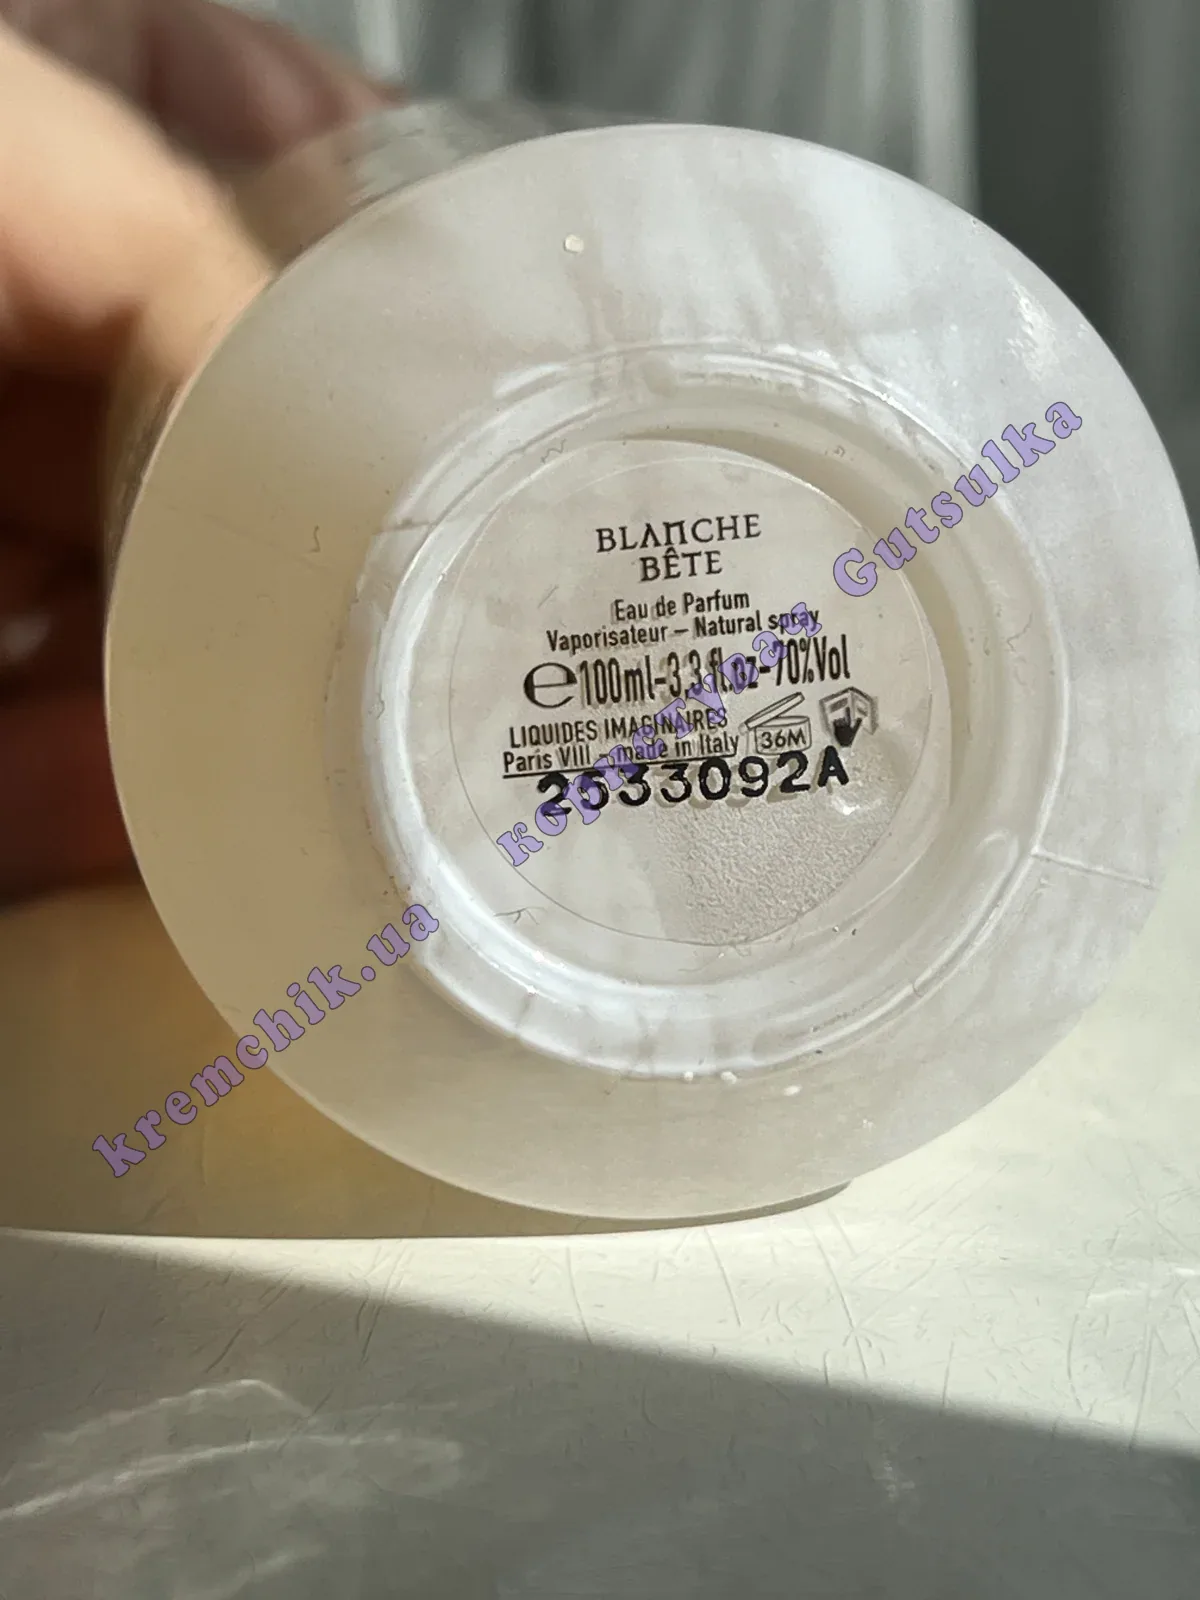 BLANCHE
BÊTE
Eau de Parfum
Vaporisateur – Natural spray
e100ml-3,3 fl.oz-70%Vol
LIQUIDES IMAGINAIRES
36M
Paris VIII – made in Italy
2533092A
kremchik.ua користувач Gutsulka